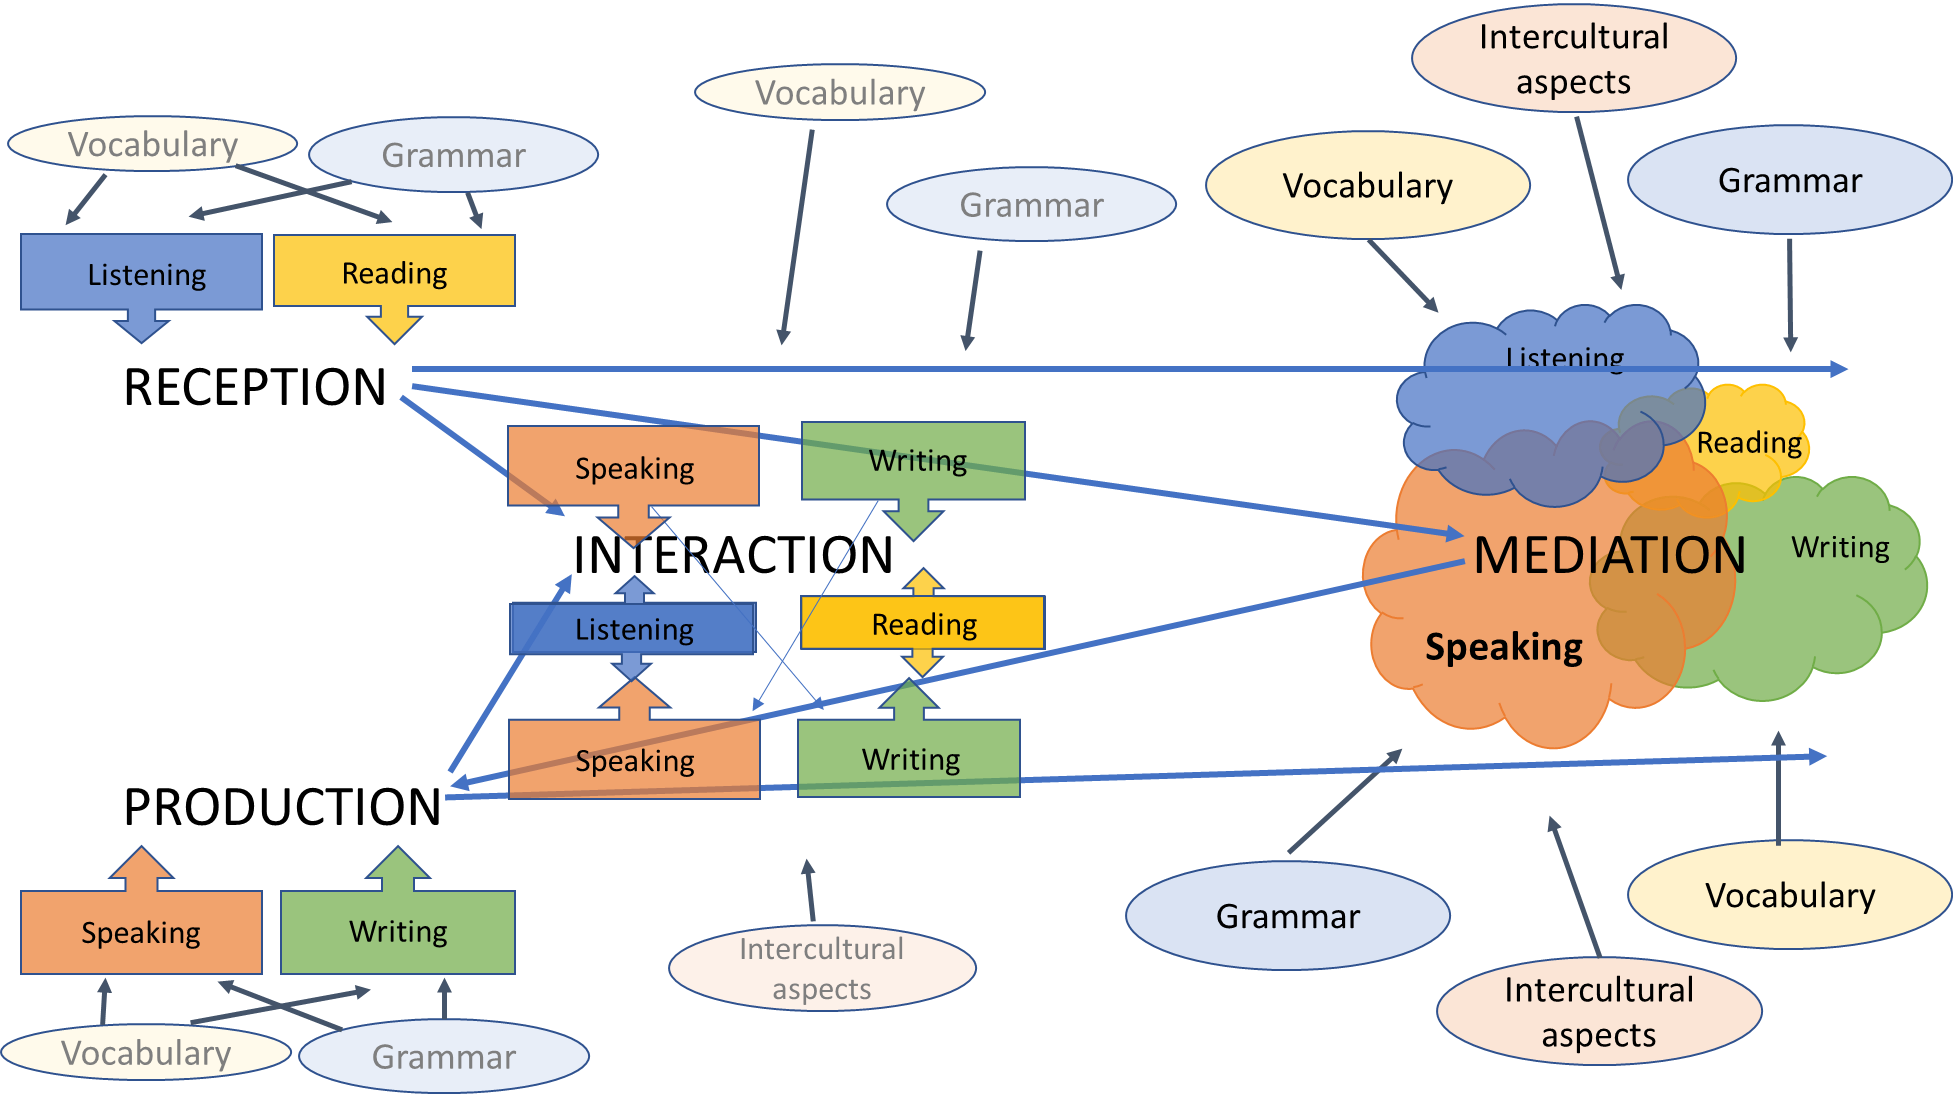 Intercultural
aspects
Vocabulary
Vocabulary
Grammar
Vocabulary
Grammar
Grammar
Listening
Reading
Listening
RECEPTION
Speaking
Writing
Reading
INTERACTION
MEDIATION
Writing
Listening
Reading
Speaking
Speaking
Writing
PRODUCTION
Speaking
Writing
Grammar
Vocabulary
Intercultural
aspects
Intercultural
aspects
Vocabulary
Grammar